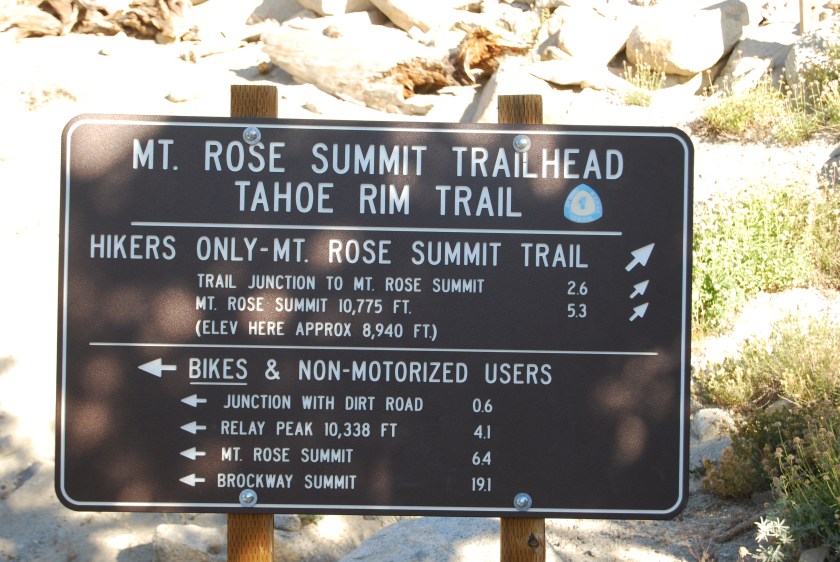 MT. ROSE SUMMIT TRAILHEAD
TAHOE RIM TRAIL
HIKERS ONLY-MT. ROSE SUMMIT TRAIL
TRAIL JUNCTION TO MT. ROSE SUMMIT 2.6
MT. ROSE SUMMIT 10,775 FT. 5.3
(ELEV HERE APPROX 8,940 FT.)
BIKES & NON-MOTORIZED USERS
JUNCTION WITH DIRT ROAD 0.6
RELAY PEAK 10,338 FT 4.1
MT. ROSE SUMMIT 6.4
BROCKWAY SUMMIT 19.1